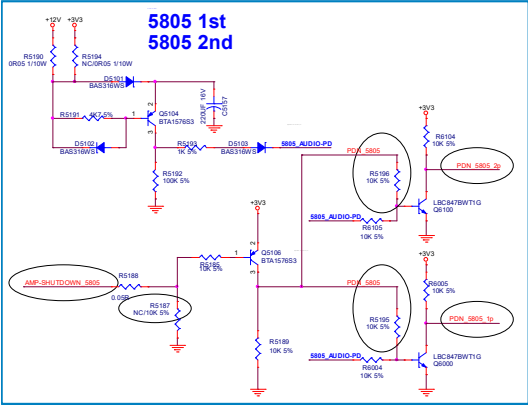 5805 1st
5805 2nd
+12V
+3V3
R5190
0R05 1/10W
R5194
NC/0R05 1/10W
D5101
BAS316WS
R5191
4K7 5%
1
2
3
Q5104
BTA1576S3
220UF 16V
C5157
D5102
BAS316WS
R5193
1K 5%
D5103
BAS316WS
5805_AUDIO-PD
R5192
100K 5%
+3V3
R6104
10K 5%
PDN_5805
PDN_5805_2p
R5196
10K 5%
5805_AUDIO-PD
R6105
10K 5%
LBC847BWT1G
Q6100
+3V3
R5185
10K 5%
1
2
3
Q5106
BTA1576S3
AMP-SHUTDOWN_5805
R5188
0.05R
R5187
NC/10K 5%
R5189
10K 5%
PDN_5805
+3V3
R6005
10K 5%
PDN_5805_1p
R5195
10K 5%
5805_AUDIO-PD
R6004
10K 5%
LBC847BWT1G
Q6000